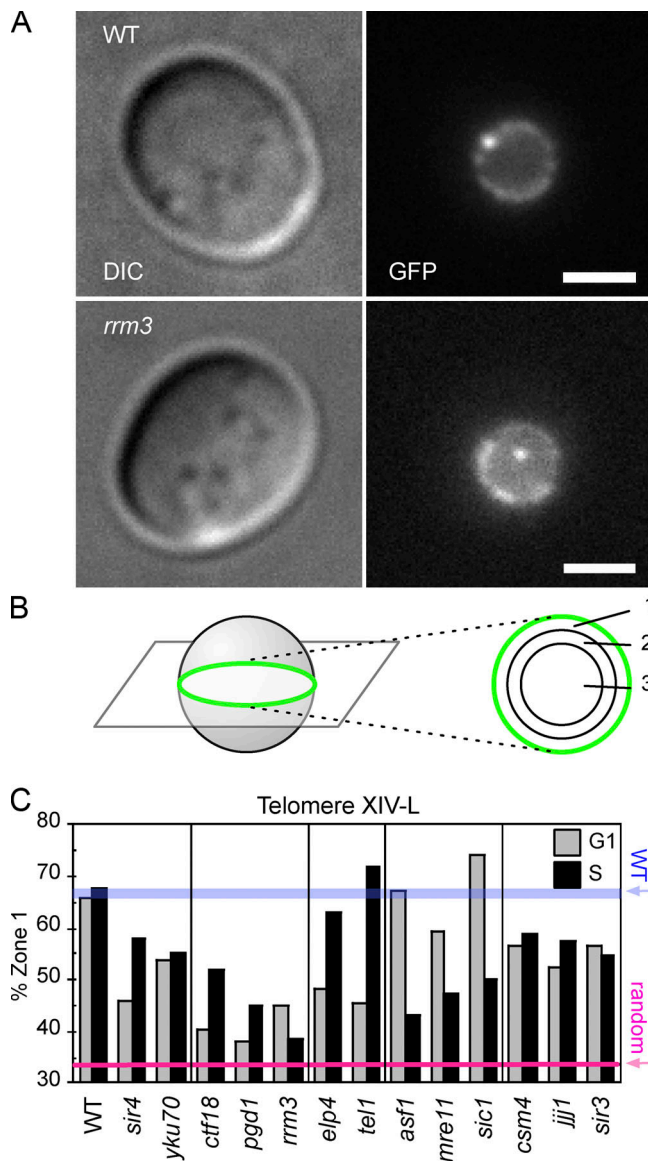 A
WT
DIC
GFP
rrm3
B
1
2
3
C
Telomere XIV-L
80
70
60
50
40
30
% Zone 1
G1
S
WT
random
WT
sir4
yku70
ctf18
pgd1
rrm3
elp4
tel1
asf1
mre11
sic1
csm4
jjj1
sir3